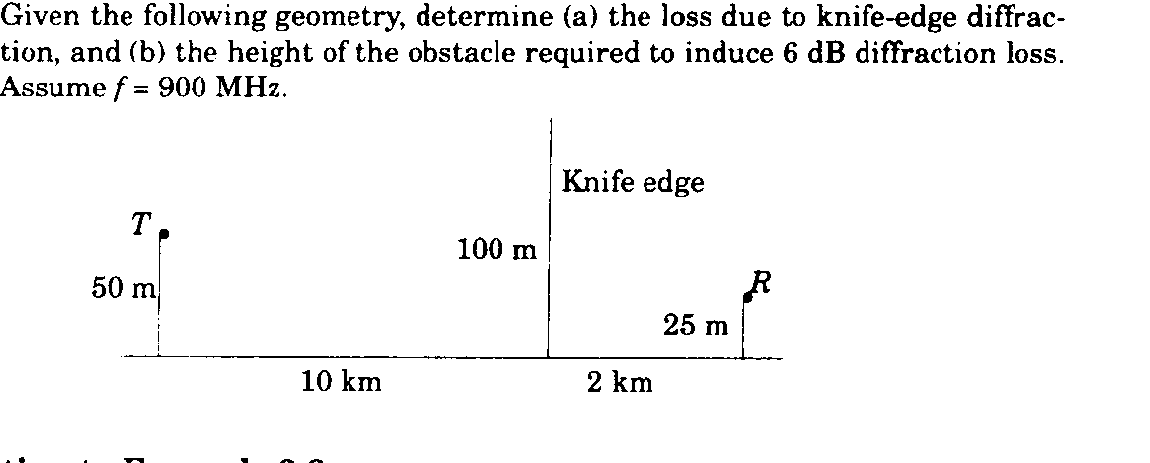 Given the following geometry, determine (a) the loss due to knife-edge diffrac-
tion, and (b) the height of the obstacle required to induce 6 dB diffraction loss.
Assume f = 900 MHz.
Knife edge
T
100 m
50 m
R
25 m
10 km
2 km